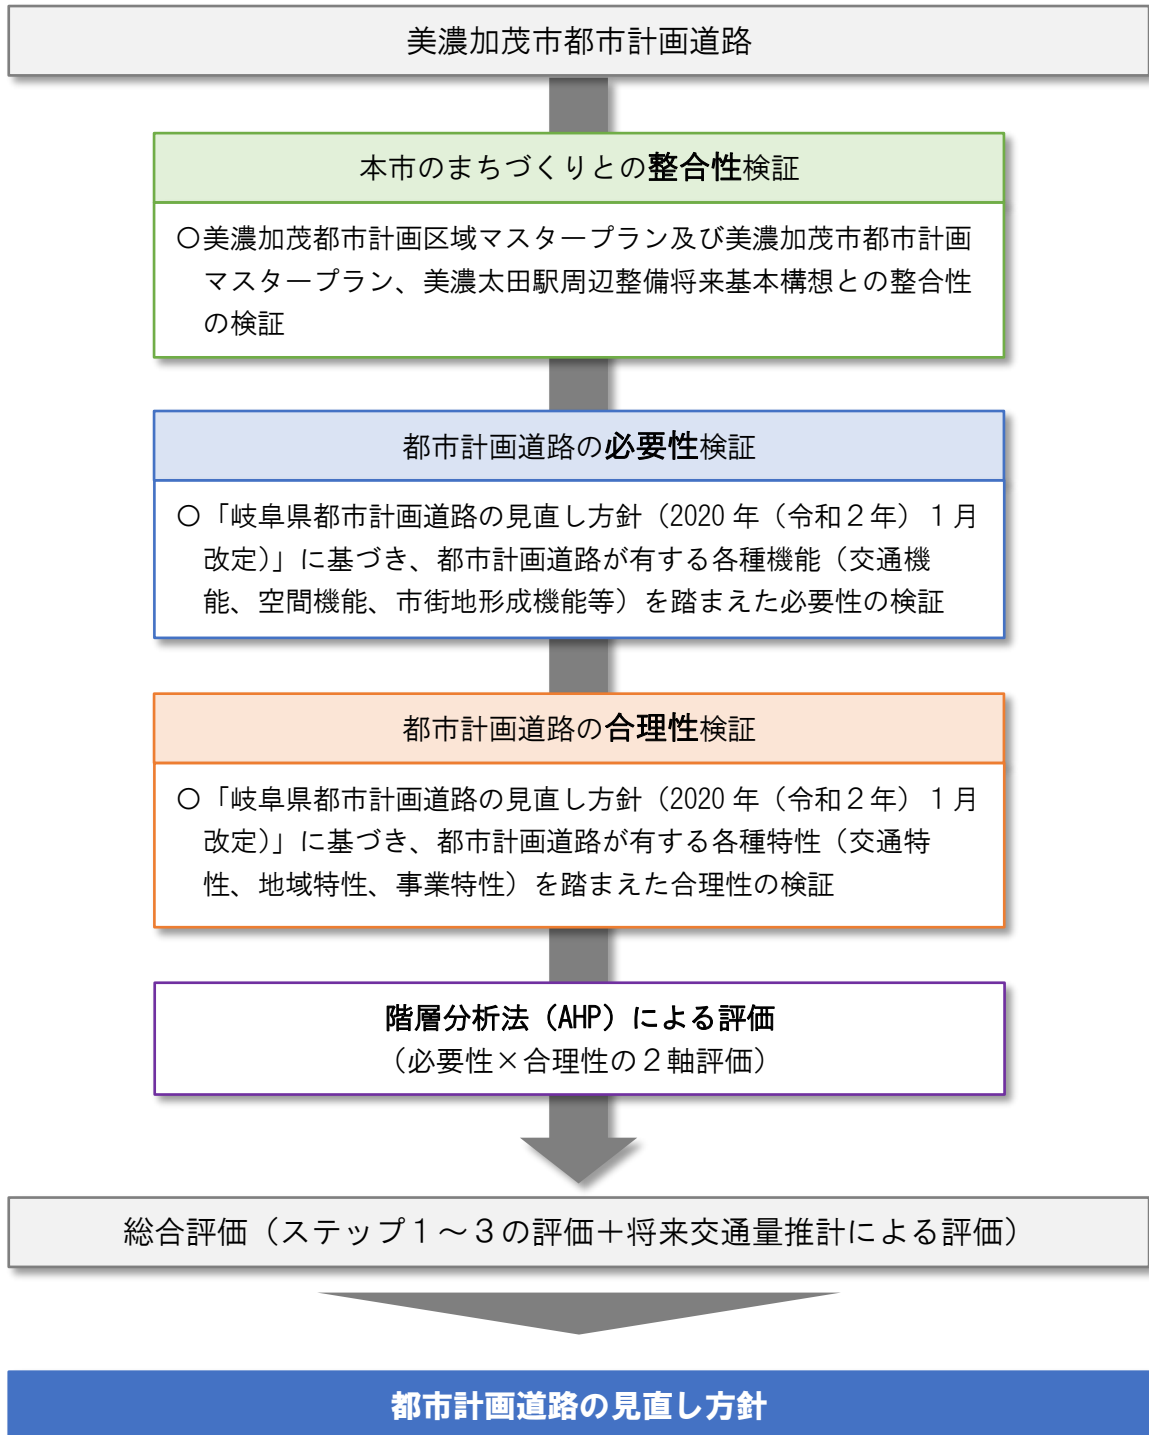 美濃加茂市都市計画道路
本市のまちづくりとの整合性検証
〇美濃加茂都市計画区域マスタープラン及び美濃加茂市都市計画
マスタープラン、美濃太田駅周辺整備将来基本構想との整合性
の検証
都市計画道路の必要性検証
〇「岐阜県都市計画道路の見直し方針（2020 年（令和２年）１月
改定）」に基づき、都市計画道路が有する各種機能（交通機
能、空間機能、市街地形成機能等）を踏まえた必要性の検証
都市計画道路の合理性検証
〇「岐阜県都市計画道路の見直し方針（2020 年（令和２年）１月
改定）」に基づき、都市計画道路が有する各種特性（交通特
性、地域特性、事業特性）を踏まえた合理性の検証
階層分析法（AHP）による評価
（必要性×合理性の２軸評価）
総合評価（ステップ１～３の評価＋将来交通量推計による評価）
都市計画道路の見直し方針